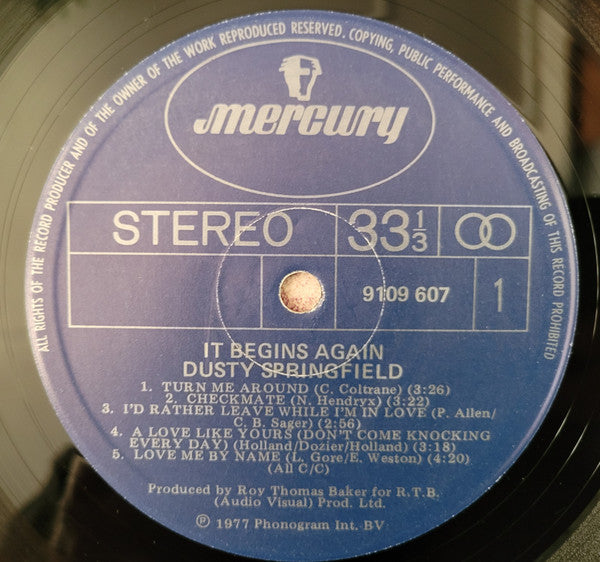 ALL RIGHTS OF THE RECORD PRODUCER AND OF THE OWNER OF THE WORK REPRODUCED RESERVED. COPYING, PUBLIC PERFORMANCE AND BROADCASTING OF THIS RECORD PROHIBITED
mercury
STEREO 33⅓
9109 607 1
IT BEGINS AGAIN
DUSTY SPRINGFIELD
1. TURN ME AROUND (C. Coltrane) (3:26)
2. CHECKMATE (N. Hendryx) (3:22)
3. I'D RATHER LEAVE WHILE I'M IN LOVE (P. Allen/
C. B. Sager) (2:56)
4. A LOVE LIKE YOURS (DON'T COME KNOCKING
EVERY DAY) (Holland/Dozier/Holland) (3:18)
5. LOVE ME BY NAME (L. Gore/E. Weston) (4:20)
(All C/C)
Produced by Roy Thomas Baker for R.T.B.
(Audio Visual) Prod. Ltd.
℗ 1977 Phonogram Int. BV